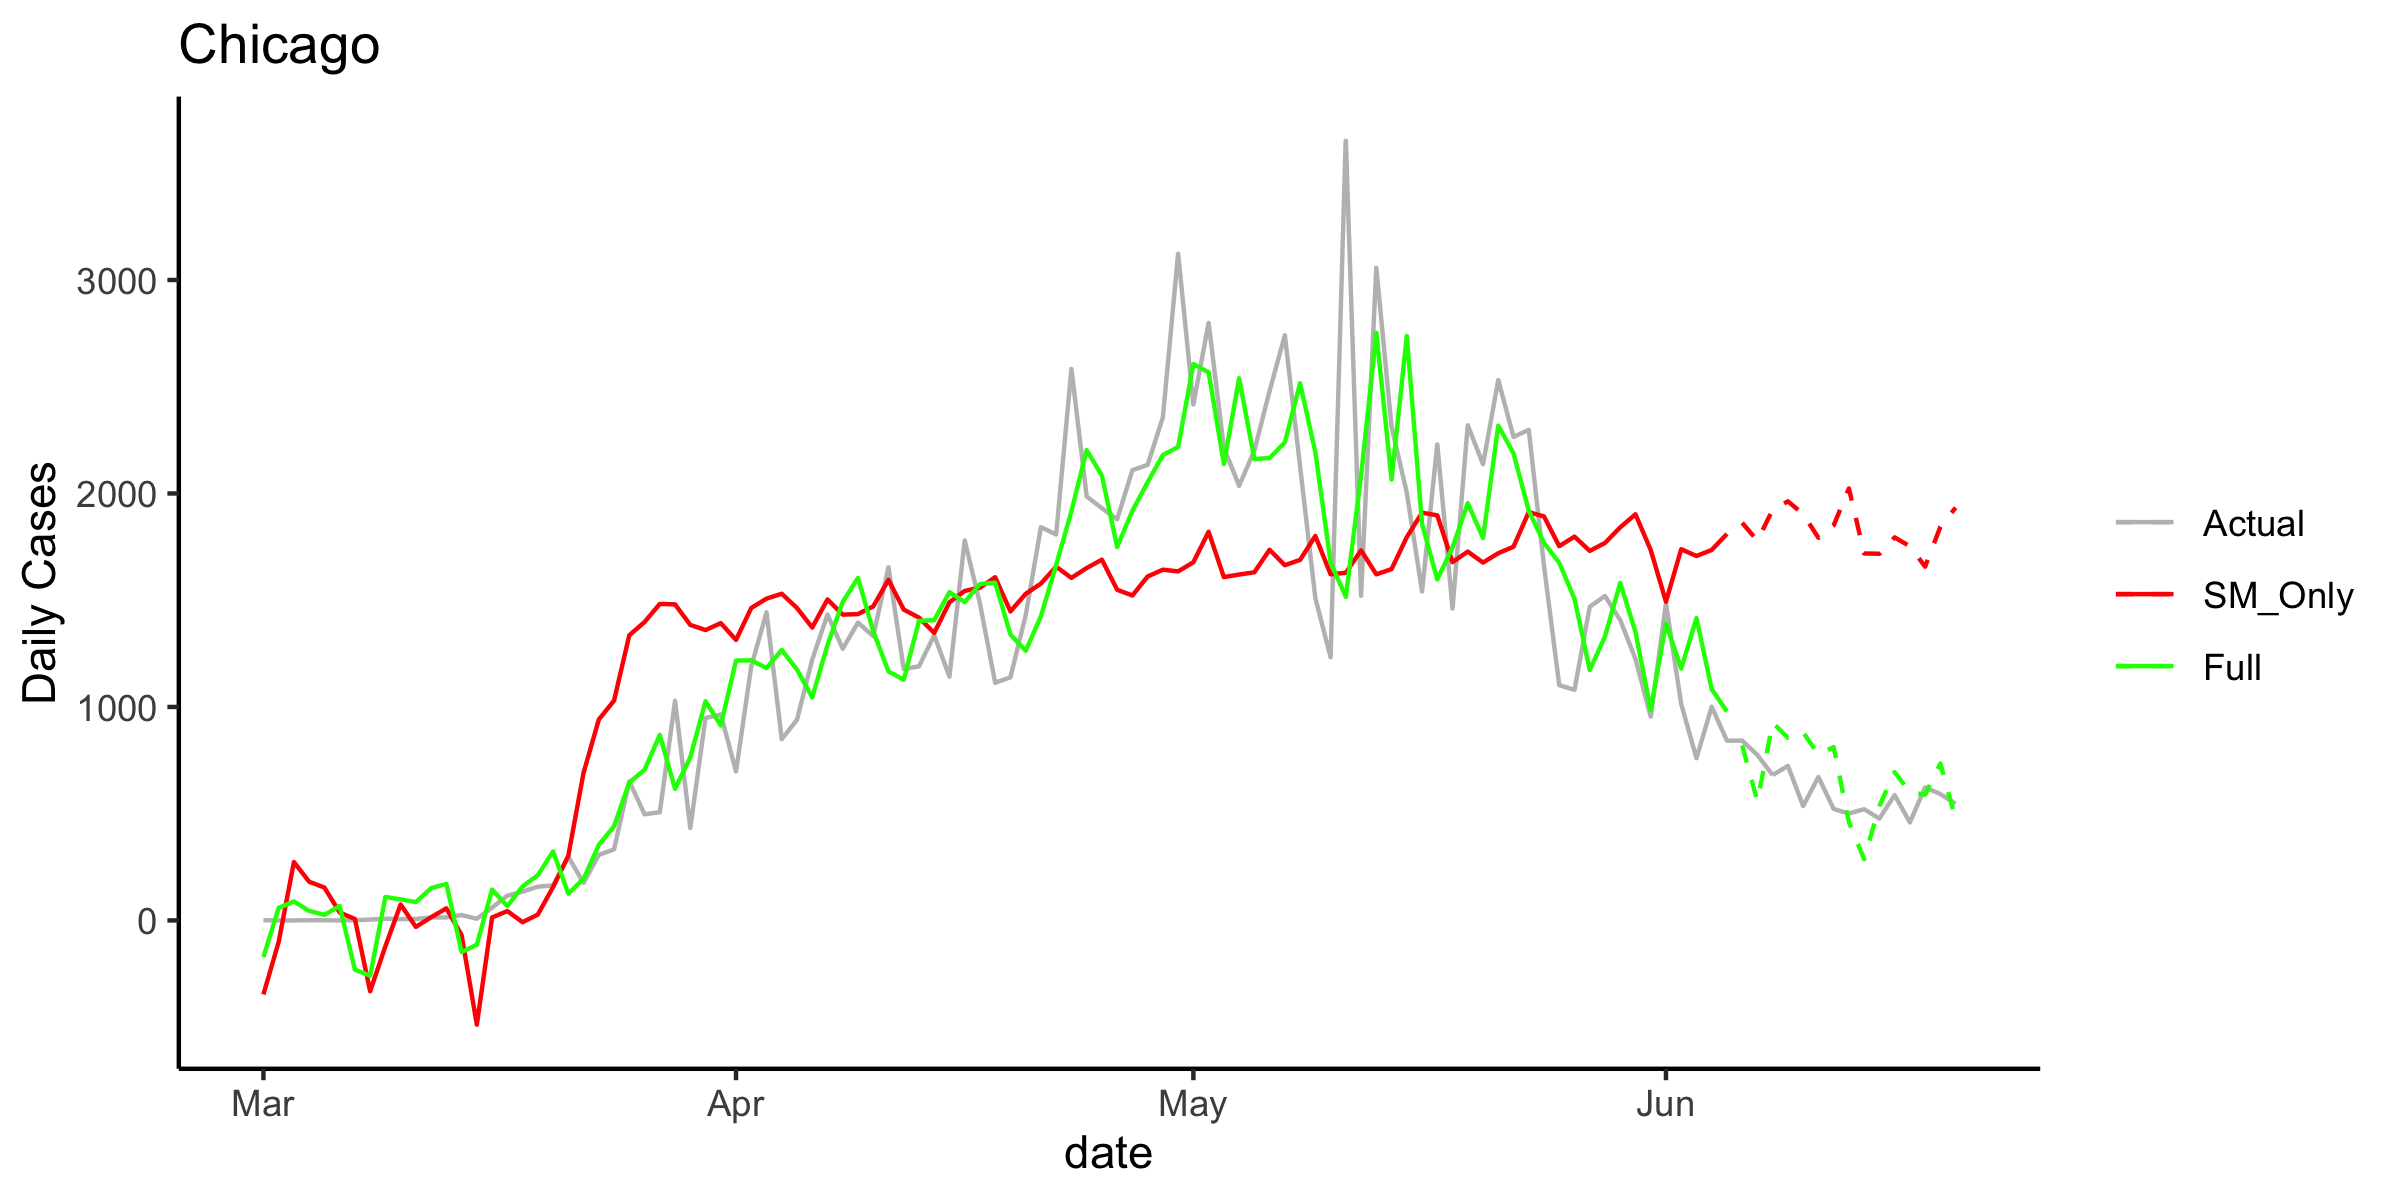 Chicago
Daily Cases
3000
2000
1000
0
Mar
Apr
May
Jun
date
Actual
SM_Only
Full